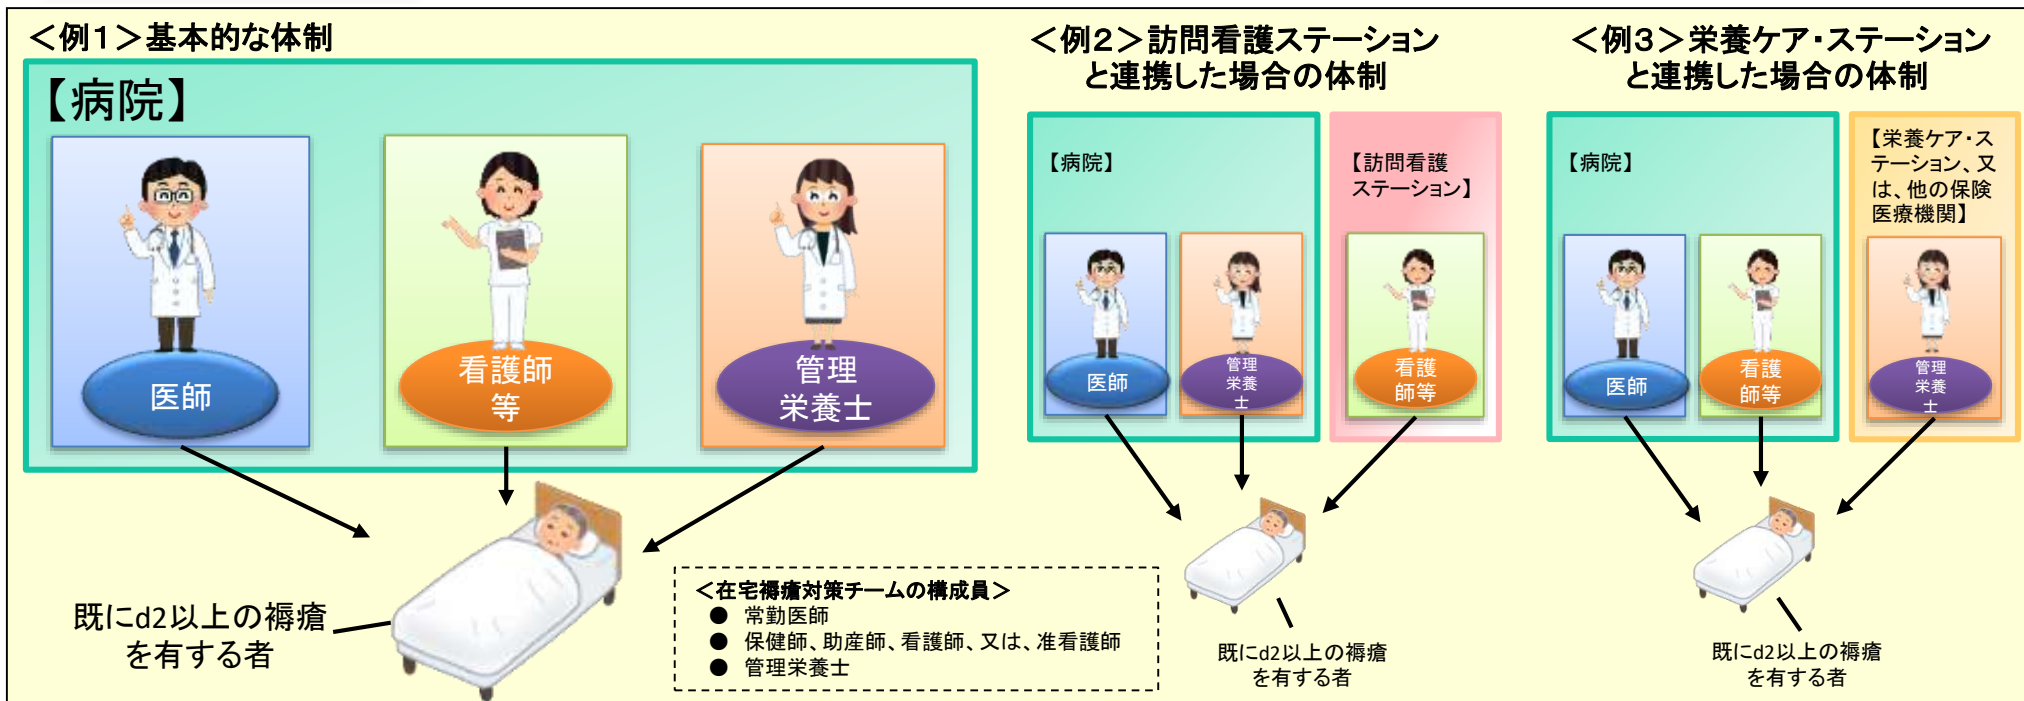 ＜例１＞基本的な体制
【病院】
医師
看護師
等
管理
栄養士
既にd2以上の褥瘡
を有する者
＜在宅褥瘡対策チームの構成員＞
● 常勤医師
● 保健師、助産師、看護師、又は、准看護師
● 管理栄養士
＜例２＞訪問看護ステーション
と連携した場合の体制
【病院】
【訪問看護
ステーション】
医師
管理
栄養
士
看護
師等
既にd2以上の褥瘡
を有する者
＜例３＞栄養ケア・ステーション
と連携した場合の体制
【病院】
【栄養ケア・ス
テーション、又
は、他の保険
医療機関】
医師
看護
師等
管理
栄養
士
既にd2以上の褥瘡
を有する者